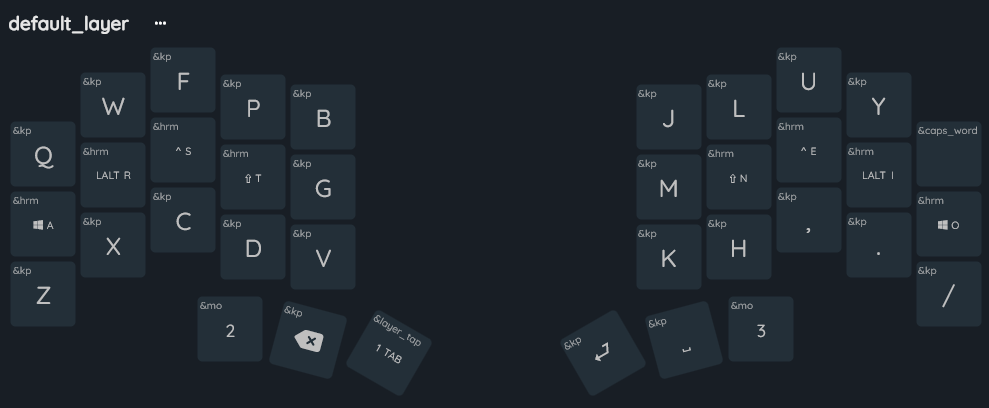 default_layer ...
&kp Q
&kp W
&kp F
&kp P
&kp B
&kp J
&kp L
&kp U
&kp Y
&caps_word
&hrm A
&hrm LALT R
&hrm ^ S
&hrm ⇧ T
&kp G
&kp M
&hrm ⇧ N
&hrm ^ E
&hrm LALT I
&hrm O
&kp Z
&kp X
&kp C
&kp D
&kp V
&kp K
&kp H
&kp ,
&kp .
&kp /
&mo 2
&kp ⌫
&layer_tap 1 TAB
&kp ⏎
&kp ␣
&mo 3